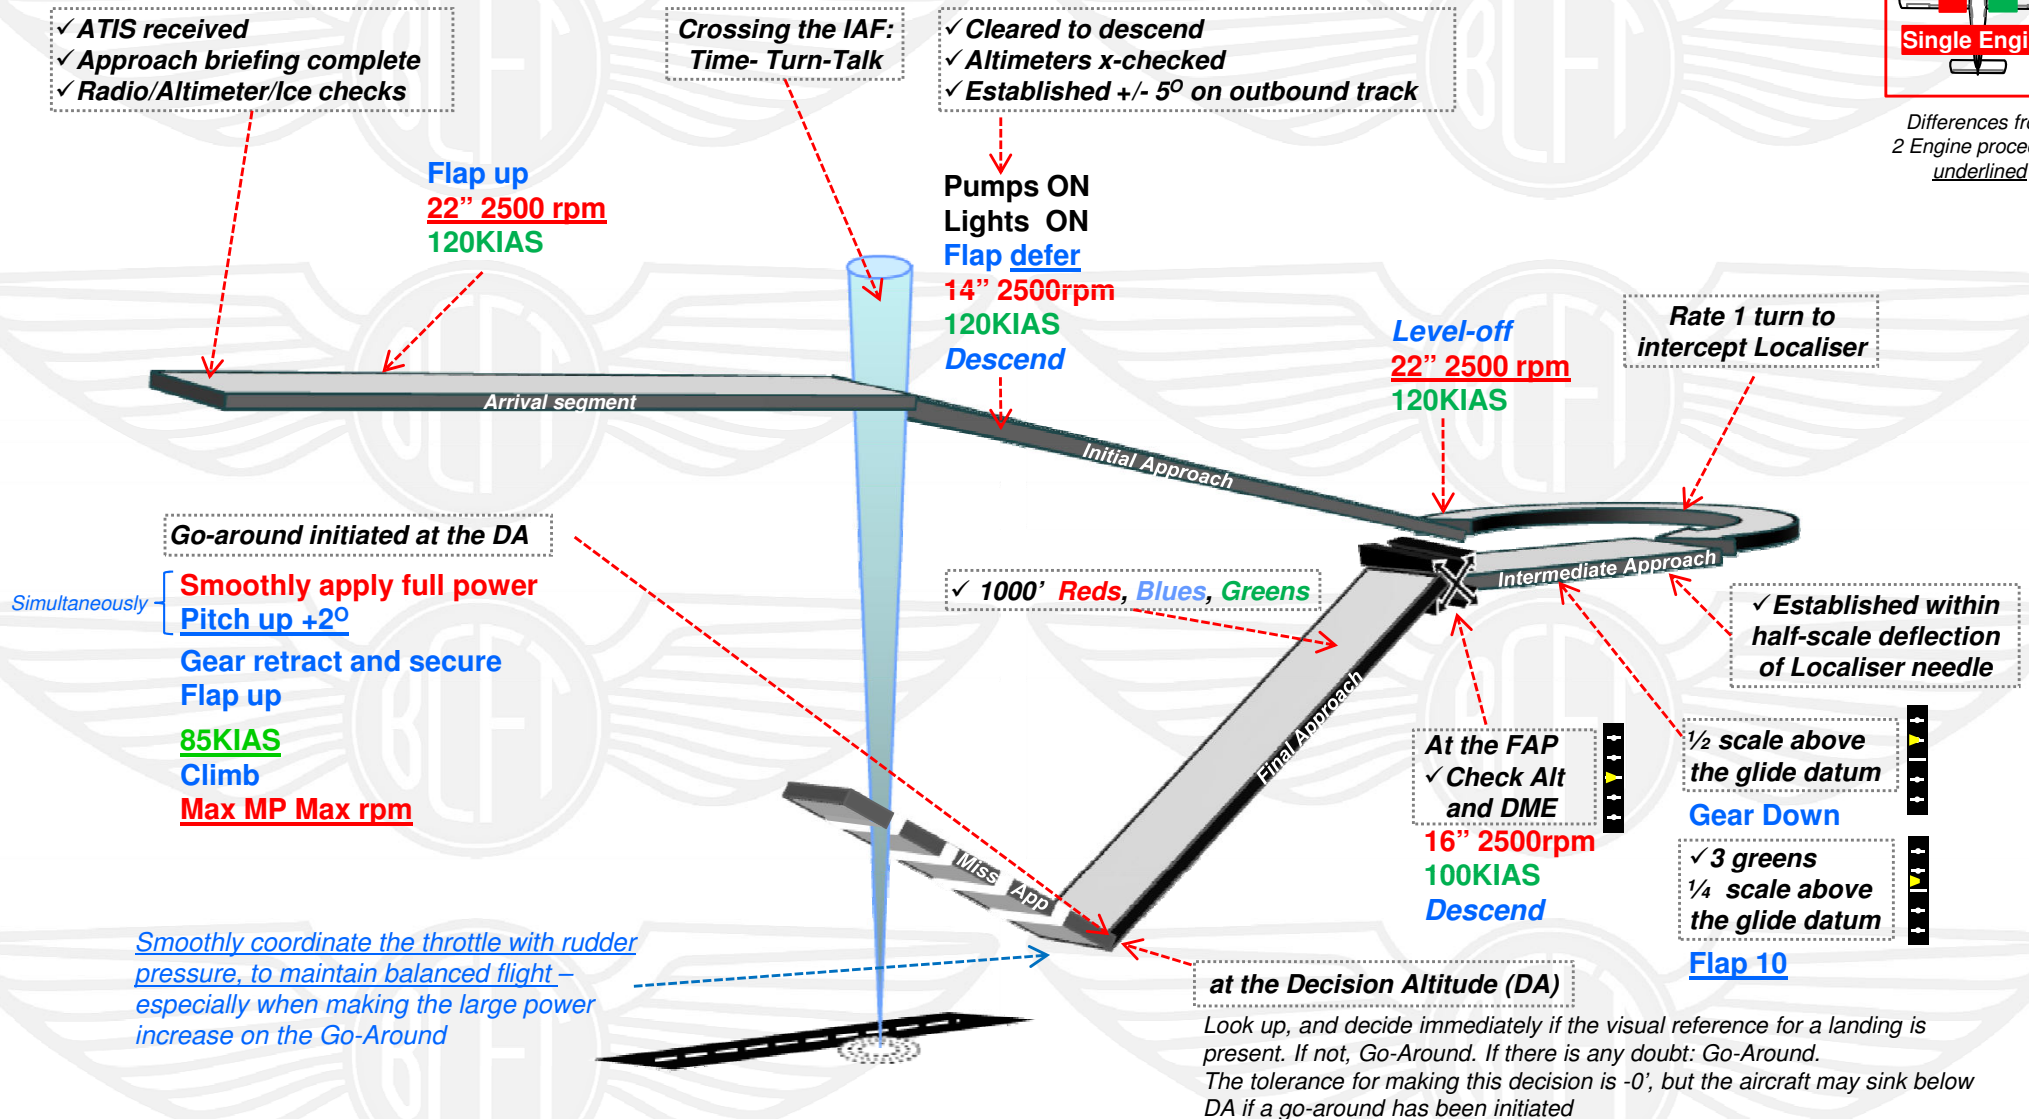 ✓ATIS received
✓Approach briefing complete
✓Radio/Altimeter/Ice checks
Crossing the IAF:
Time- Turn-Talk
✓Cleared to descend
✓Altimeters x-checked
✓Established +/- 5O on outbound track
Single Engi
Differences fr
2 Engine proce
underlined
Flap up
22” 2500 rpm
120KIAS
Pumps ON
Lights ON
Flap defer
14” 2500rpm
120KIAS
Descend
Level-off
22” 2500 rpm
120KIAS
Rate 1 turn to
intercept Localiser
Arrival segment
Initial Approach
Intermediate Approach
Go-around initiated at the DA
Simultaneously
Smoothly apply full power
Pitch up +2O
Gear retract and secure
Flap up
85KIAS
Climb
Max MP Max rpm
✓ 1000’ Reds, Blues, Greens
✓Established within
half-scale deflection
of Localiser needle
Final Approach
At the FAP
✓Check Alt
and DME
16” 2500rpm
100KIAS
Descend
½ scale above
the glide datum
Gear Down
✓3 greens
¼ scale above
the glide datum
Flap 10
Miss App
Smoothly coordinate the throttle with rudder
pressure, to maintain balanced flight –
especially when making the large power
increase on the Go-Around
at the Decision Altitude (DA)
Look up, and decide immediately if the visual reference for a landing is
present. If not, Go-Around. If there is any doubt: Go-Around.
The tolerance for making this decision is -0’, but the aircraft may sink below
DA if a go-around has been initiated